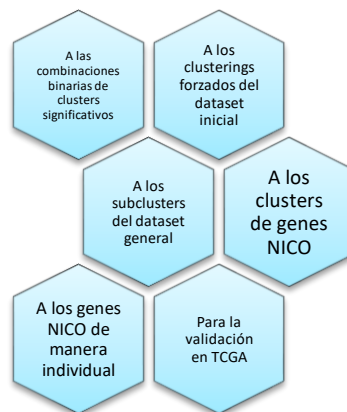 A las
combinaciones
binarias de
clusters
significativos
A los
clusterings
forzados del
dataset
inicial
A los
subclusters
del dataset
general
A los
clusters
de genes
NICO
A los genes
NICO de
manera
individual
Para la
validación
en TCGA